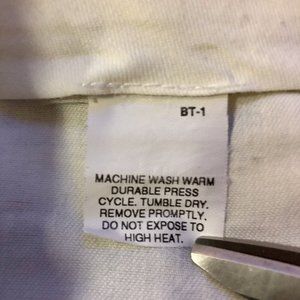 BT-1
MACHINE WASH WARM
DURABLE PRESS
CYCLE. TUMBLE DRY.
REMOVE PROMPTLY.
DO NOT EXPOSE TO
HIGH HEAT.